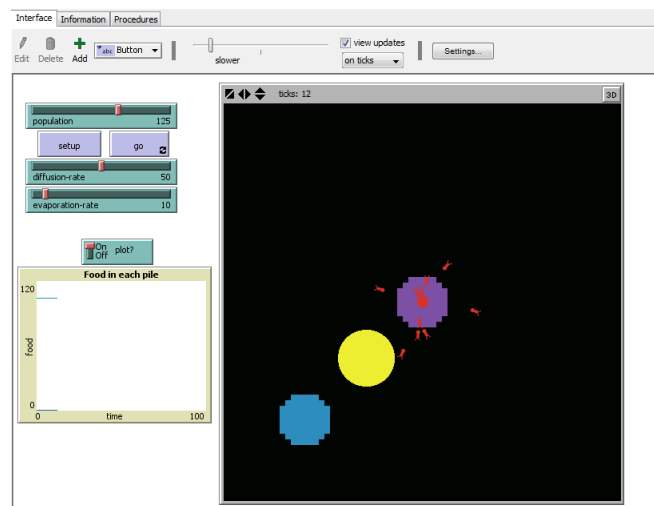 Interface Information Procedures
Edit Delete Add abc Button slower view updates on ticks Settings...
ticks: 12 3D
population 125
setup go
diffusion-rate 50
evaporation-rate 10
On
Off plot?
Food in each pile
120
food
0
0 time 100